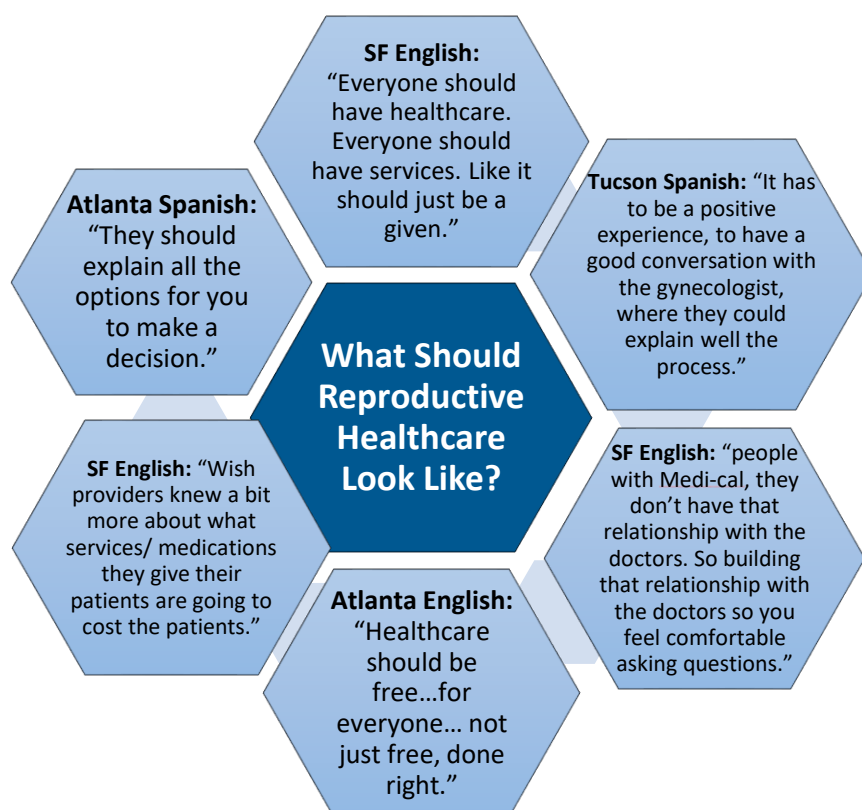 SF English:
“Everyone should
have healthcare.
Everyone should
have services. Like it
should just be a
given.”
Tucson Spanish: “It has
to be a positive
experience, to have a
good conversation with
the gynecologist,
where they could
explain well the
process.”
SF English: “people
with Medi-cal, they
don’t have that
relationship with the
doctors. So building
that relationship with
the doctors so you
feel comfortable
asking questions.”
Atlanta English:
“Healthcare
should be
free...for
everyone... not
just free, done
right.”
SF English: “Wish
providers knew a bit
more about what
services/ medications
they give their
patients are going to
cost the patients.”
Atlanta Spanish:
“They should
explain all the
options for you
to make a
decision.”
What Should
Reproductive
Healthcare
Look Like?